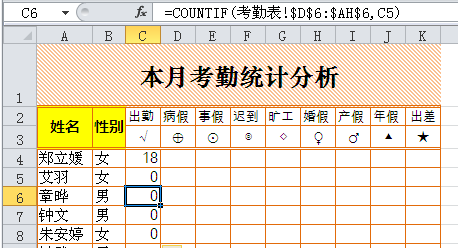 C6 fx =COUNTIF(考勤表!$D$6:$AH$6,C5)
A B C D E F G H I J K
1 本月考勤统计分析
2 姓名 性别 出勤 病假 事假 迟到 旷工 婚假 产假 年假 出差
3 √ ⊕ ⊙ ◎ ◇ ♀ ♂ ▲ ★
4 郑立媛 女 18
5 艾羽 女 0
6 章晔 男 0
7 钟文 男 0
8 朱安婷 女 0